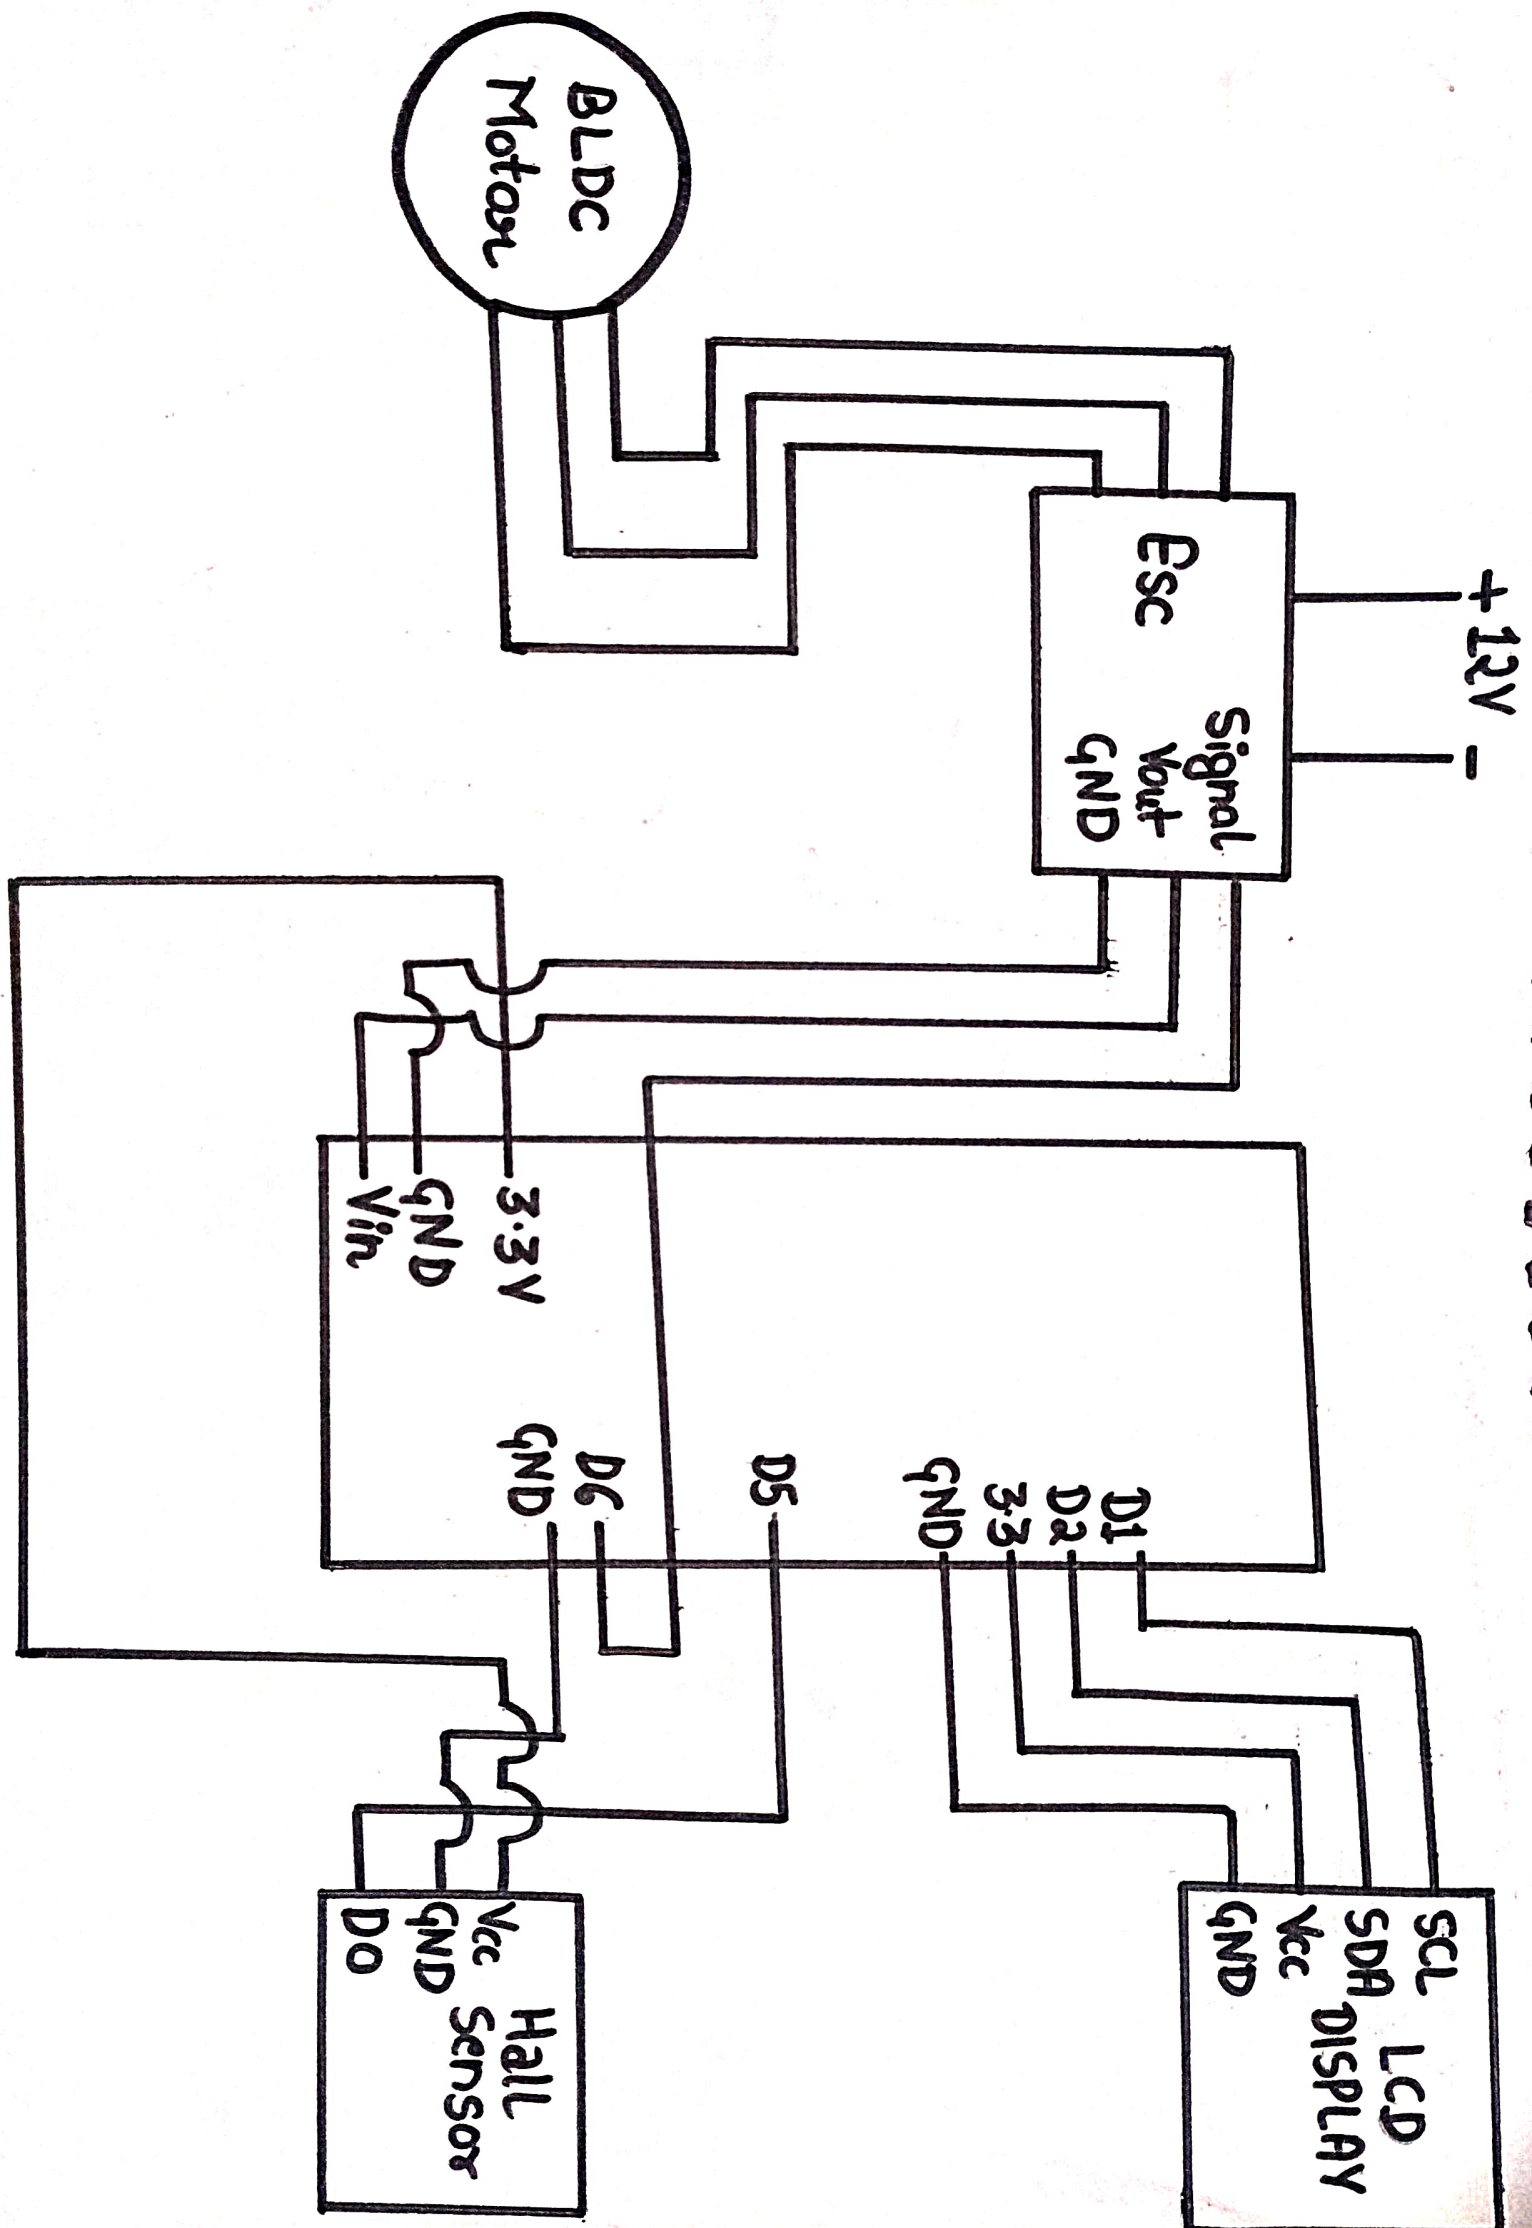 + 12V -
BLDC
Motor
ESC
Signal
Vout
GND
3.3V
GND
Vin
D1
D2
3.3
GND
D5
D6
GND
SCL
SDA
Vcc
GND
LCD
DISPLAY
Vcc
GND
DO
Hall
Sensor